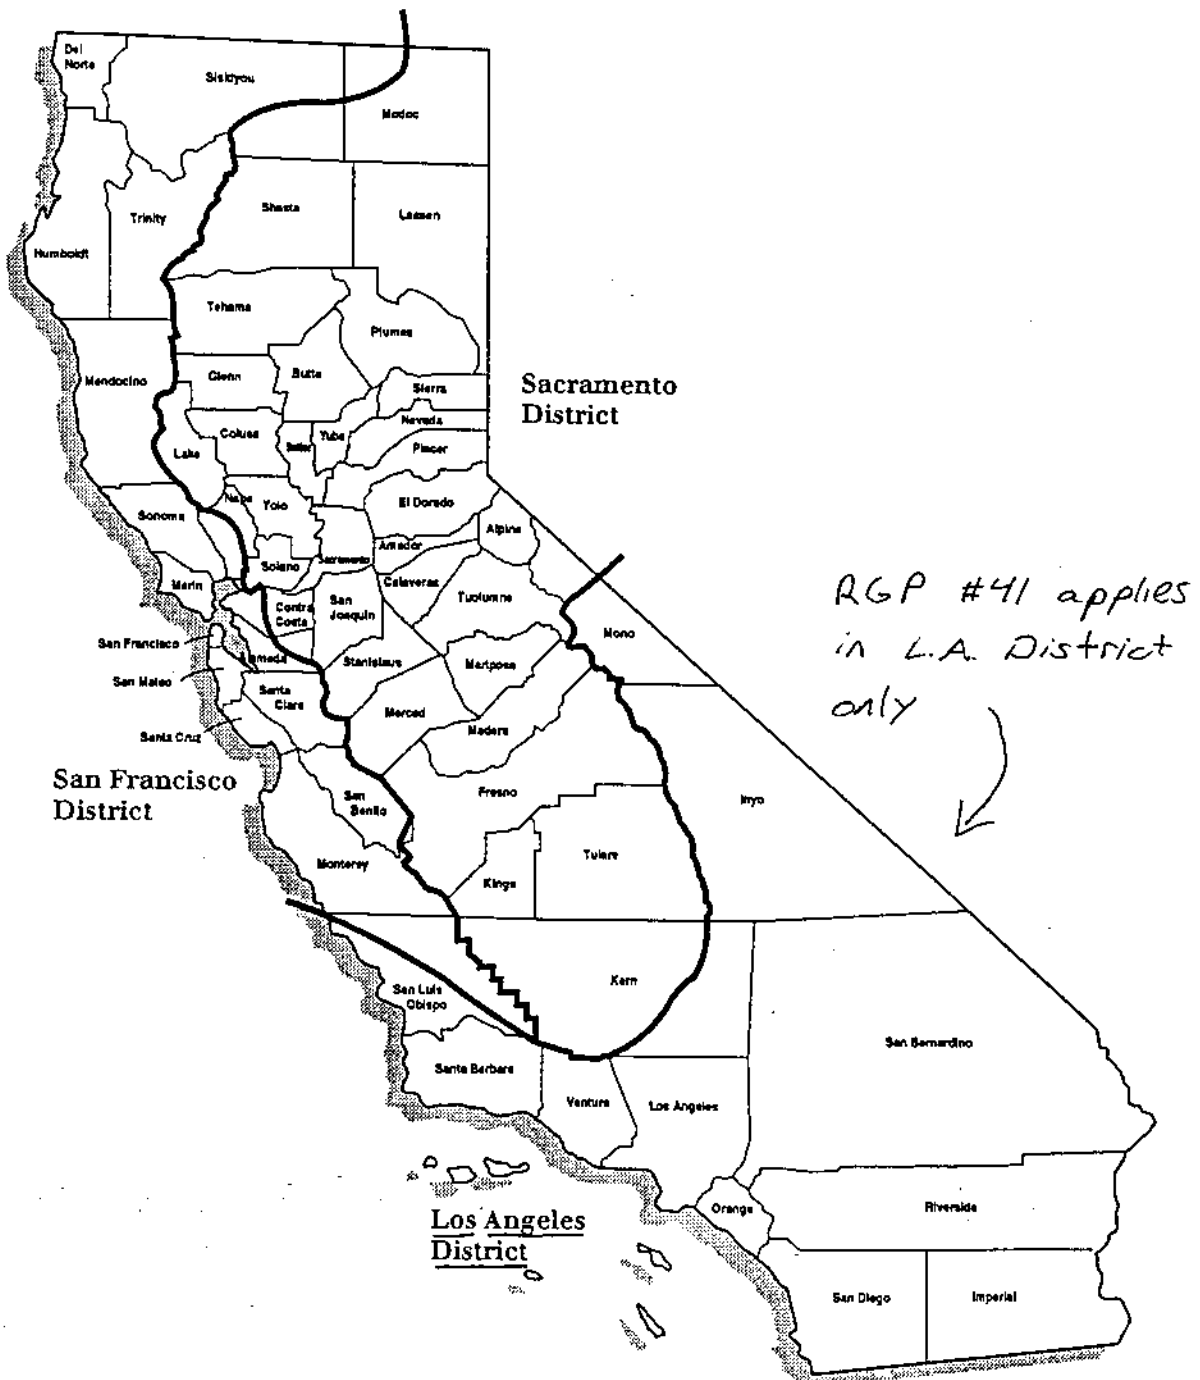 Del
Norte
Siskiyou
Modoc
Trinity
Shasta
Lassen
Humboldt
Tehama
Plumas
Mendocino
Glenn
Butte
Sierra
Sacramento
District
Nevada
Colusa
Yuba
Sutter
Placer
Lake
El Dorado
Napa
Yolo
Sonoma
Alpine
Amador
Sacramento
Solano
Marin
Calaveras
Contra
Costa
San
Joaquin
Tuolumne
Mono
RGP #41 applies
in L.A. District
only
San Francisco
Alameda
Stanislaus
Mariposa
San Mateo
Santa
Clara
Merced
Madera
Santa Cruz
San Francisco
District
San
Benito
Fresno
Inyo
Monterey
Kings
Tulare
San Luis
Obispo
Kern
San Bernardino
Santa Barbara
Ventura
Los Angeles
Los Angeles
District
Orange
Riverside
San Diego
Imperial